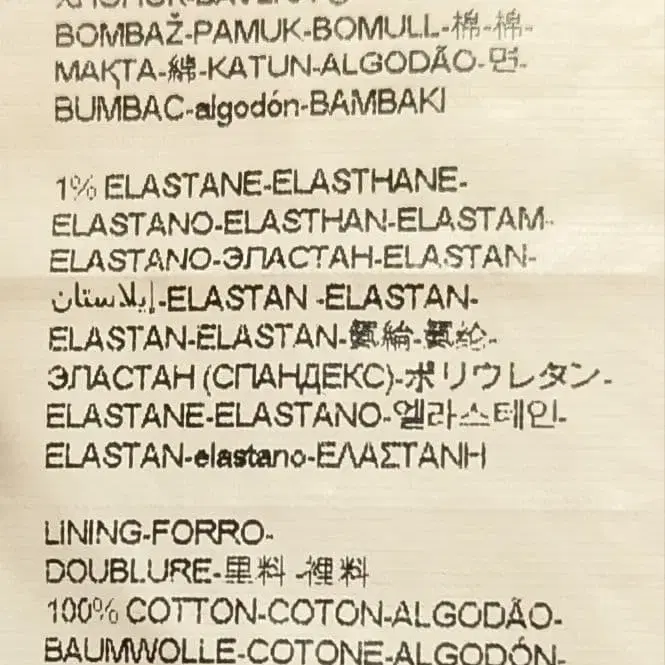 BOMBAŽ-PAMUK-BOMULL-棉-棉-
МАҚТА-綿-KATUN-ALGODÃO-면-
BUMBAC-algodón-BAMBAKI
1% ELASTANE-ELASTHANE-
ELASTANO-ELASTHAN-ELASTAM-
ELASTANO-ЭЛАСТАН-ELASTAN-
إيلاستان-ELASTAN -ELASTAN-
ELASTAN-ELASTAN-氨綸-氨纶-
ЭЛАСТАН (СПАНДЕКС)-ポリウレタン-
ELASTANE-ELASTANO-엘라스테인-
ELASTAN-elastano-ΕΛΑΣΤΑΝΗ
LINING-FORRO-
DOUBLURE-里料 -裡料
100% COTTON-COTON-ALGODÃO-
BAUMWOLLE-COTONE-ALGODÓN-